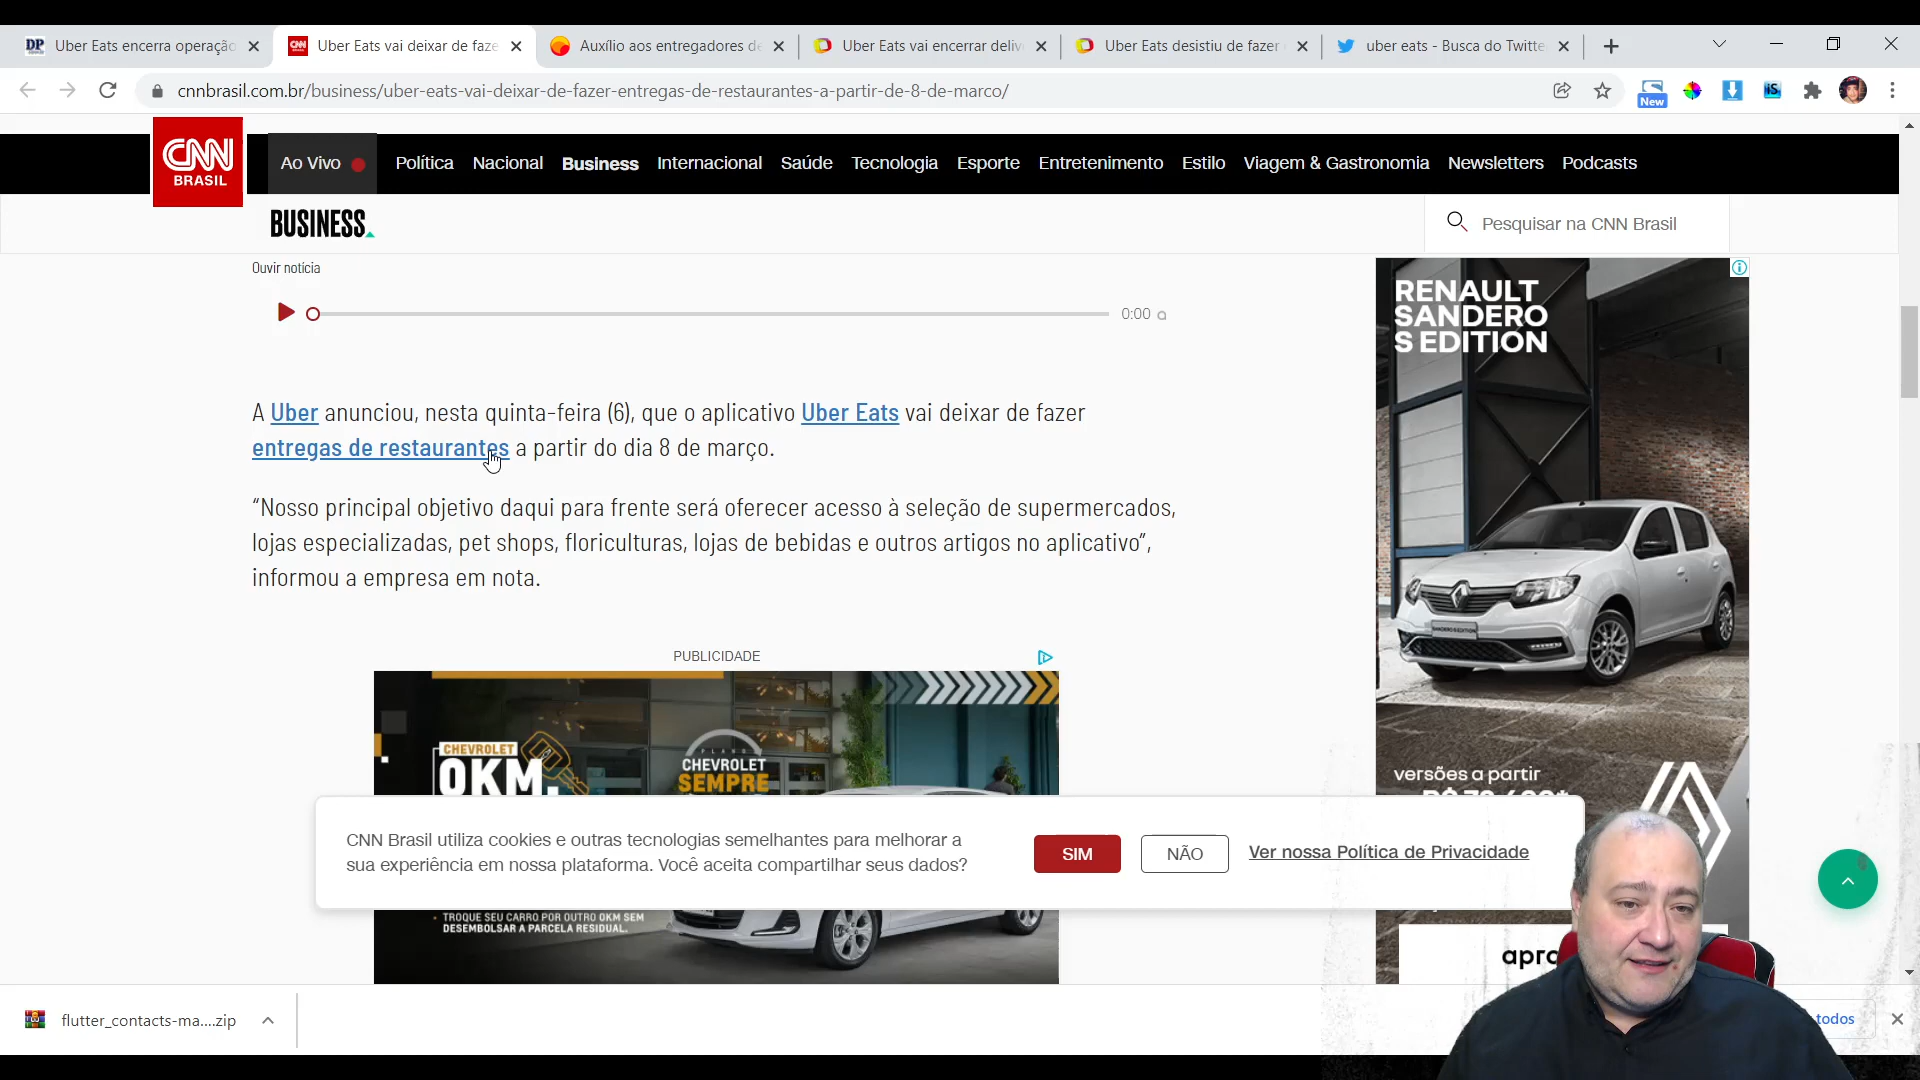 DP Uber Eats encerra operação
CNN Uber Eats vai deixar de faze
Auxílio aos entregadores de
Uber Eats vai encerrar deliv
Uber Eats desistiu de fazer
uber eats - Busca do Twitte
cnnbrasil.com.br/business/uber-eats-vai-deixar-de-fazer-entregas-de-restaurantes-a-partir-de-8-de-marco/
New
CNN
BRASIL
Ao Vivo
Política Nacional Business Internacional Saúde Tecnologia Esporte Entretenimento Estilo Viagem & Gastronomia Newsletters Podcasts
BUSINESS
Pesquisar na CNN Brasil
Ouvir notícia
0:00
A Uber anunciou, nesta quinta-feira (6), que o aplicativo Uber Eats vai deixar de fazer
entregas de restaurantes a partir do dia 8 de março.
“Nosso principal objetivo daqui para frente será oferecer acesso à seleção de supermercados,
lojas especializadas, pet shops, floriculturas, lojas de bebidas e outros artigos no aplicativo”,
informou a empresa em nota.
PUBLICIDADE
CHEVROLET
0KM.
PLANO
CHEVROLET
SEMPRE
• TROQUE SEU CARRO POR OUTRO 0KM SEM
DESEMBOLSAR A PARCELA RESIDUAL.
RENAULT
SANDERO
S EDITION
SANDERO
versões a partir
CNN Brasil utiliza cookies e outras tecnologias semelhantes para melhorar a
sua experiência em nossa plataforma. Você aceita compartilhar seus dados?
SIM
NÃO
Ver nossa Política de Privacidade
apro
flutter_contacts-ma....zip
todos